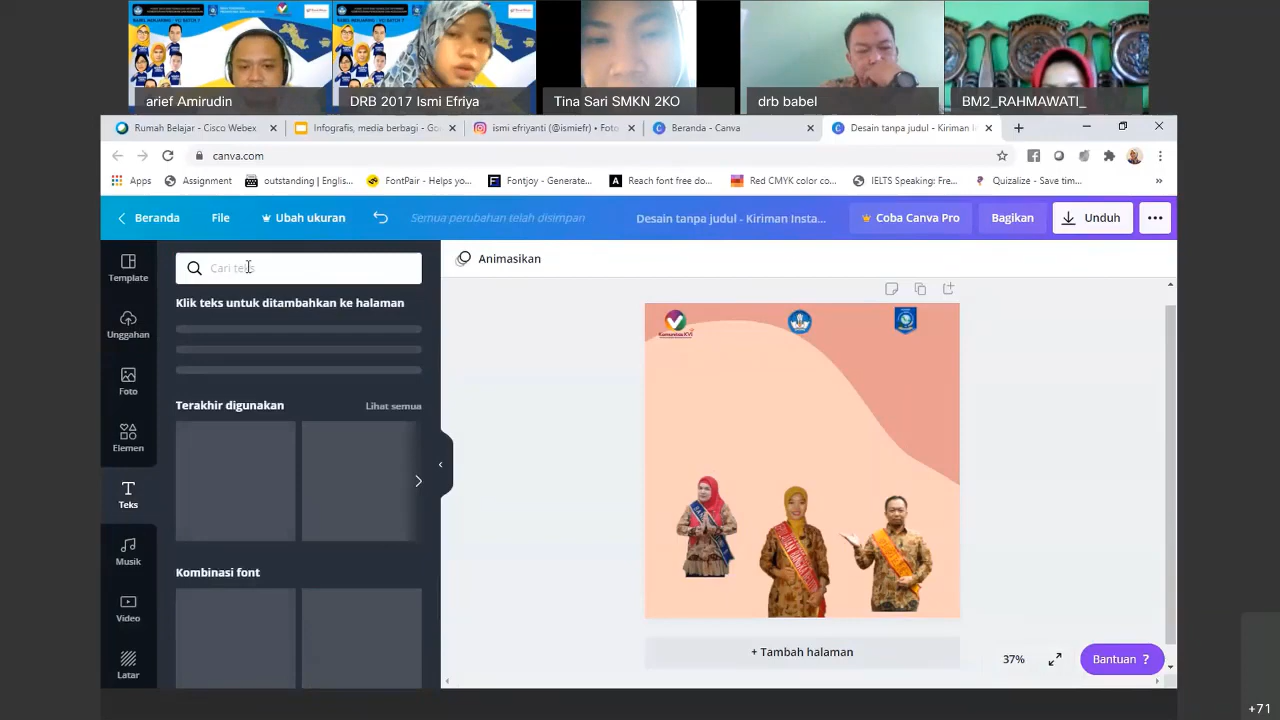 arief Amirudin
DRB 2017 Ismi Efriya
Tina Sari SMKN 2KO
drb babel
BM2_RAHMAWATI_
Rumah Belajar - Cisco Webex
Infografis, media berbagi - Go
ismi efriyanti (@ismiefr) • Foto
Beranda - Canva
Desain tanpa judul - Kiriman I
canva.com
Apps
Assignment
outstanding | Englis...
FontPair - Helps yo...
Fontjoy - Generate...
Reach font free do...
Red CMYK color co...
IELTS Speaking: Fre...
Quizalize - Save tim...
Beranda
File
Ubah ukuran
Semua perubahan telah disimpan
Desain tanpa judul - Kiriman Insta...
Coba Canva Pro
Bagikan
Unduh
Template
Unggahan
Foto
Elemen
Teks
Musik
Video
Latar
Cari teks
Klik teks untuk ditambahkan ke halaman
Terakhir digunakan
Lihat semua
Kombinasi font
Animasikan
+ Tambah halaman
37%
Bantuan ?
+71